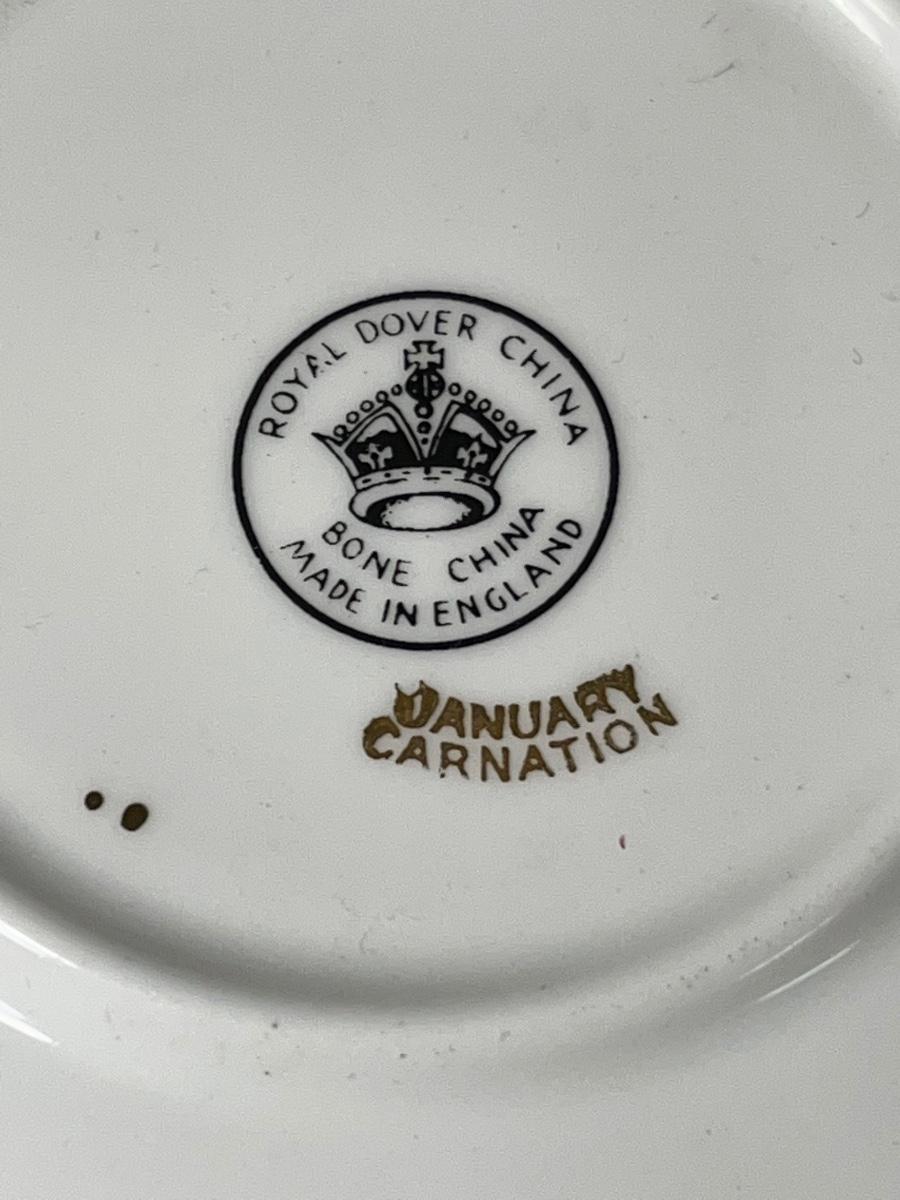 ROYAL DOVER CHINA
BONE CHINA
MADE IN ENGLAND
JANUARY
CARNATION